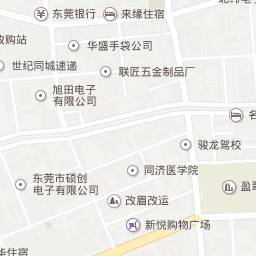 东莞银行
来缘住宿
华盛手袋公司
收购站
世纪同城速递
联匠五金制品厂
旭田电子
有限公司
名
骏龙驾校
同济医学院
东莞市硕创
电子有限公司
盈
改眉改运
新悦购物广场
华住宿